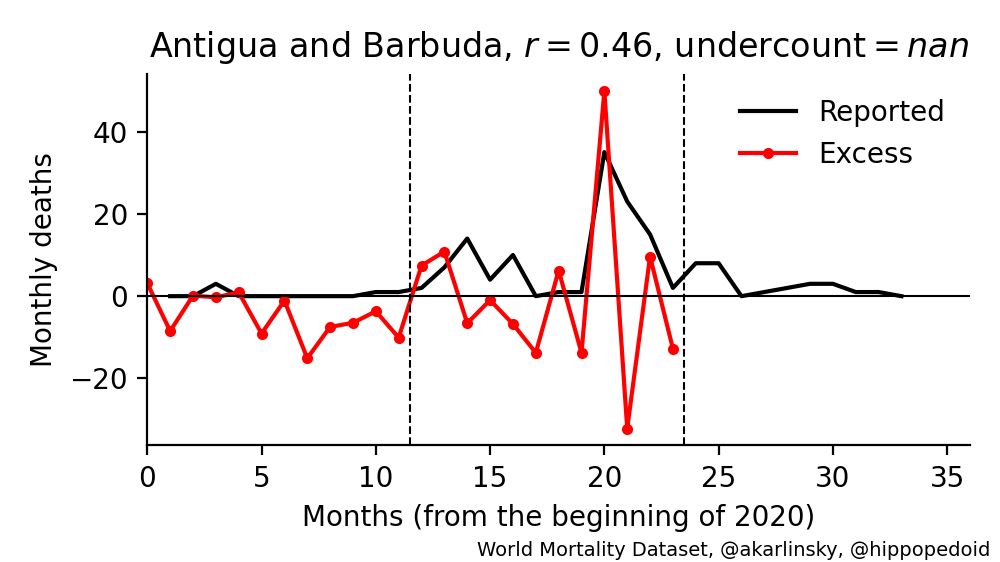 Antigua and Barbuda, r = 0.46, undercount = nan
Monthly deaths
40
20
0
−20
Reported
Excess
0 5 10 15 20 25 30 35
Months (from the beginning of 2020)
World Mortality Dataset, @akarlinsky, @hippopedoid